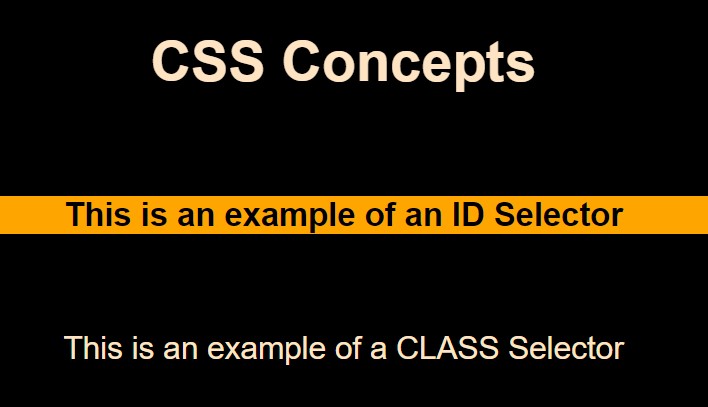 CSS Concepts
This is an example of an ID Selector
This is an example of a CLASS Selector